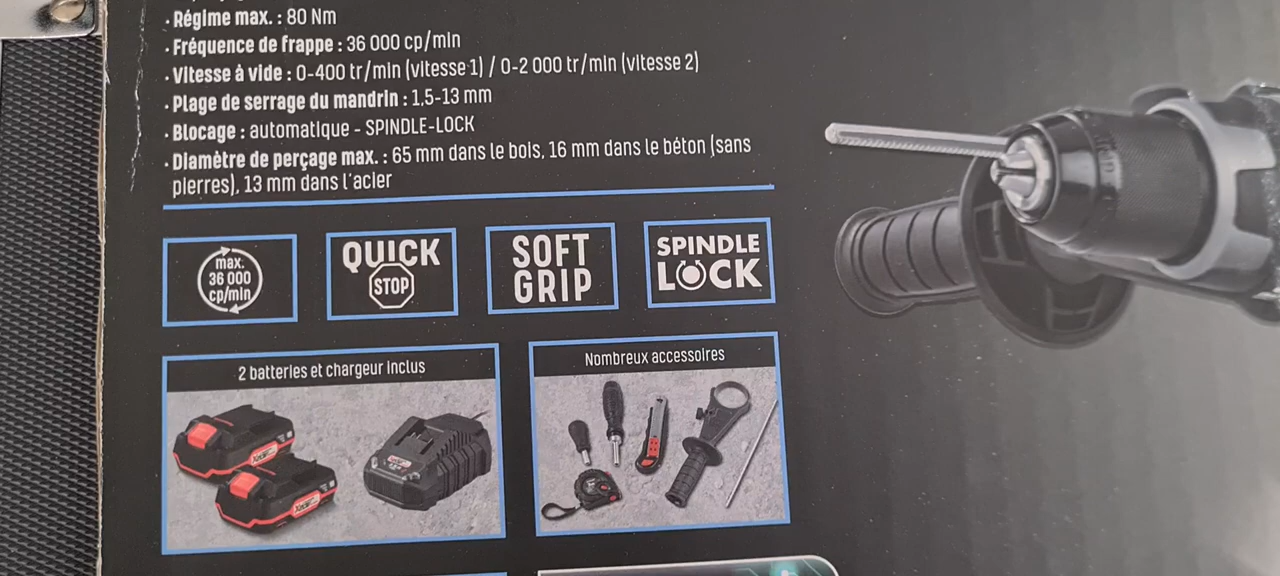 · Régime max. : 80 Nm
· Fréquence de frappe : 36 000 cp/min
· Vitesse à vide : 0-400 tr/min (vitesse 1) / 0-2 000 tr/min (vitesse 2)
· Plage de serrage du mandrin : 1,5-13 mm
· Blocage : automatique - SPINDLE-LOCK
· Diamètre de perçage max. : 65 mm dans le bois, 16 mm dans le béton (sans
pierres), 13 mm dans l'acier
max.
36 000
cp/min
QUICK
STOP
SOFT
GRIP
SPINDLE
LOCK
2 batteries et chargeur inclus
Nombreux accessoires